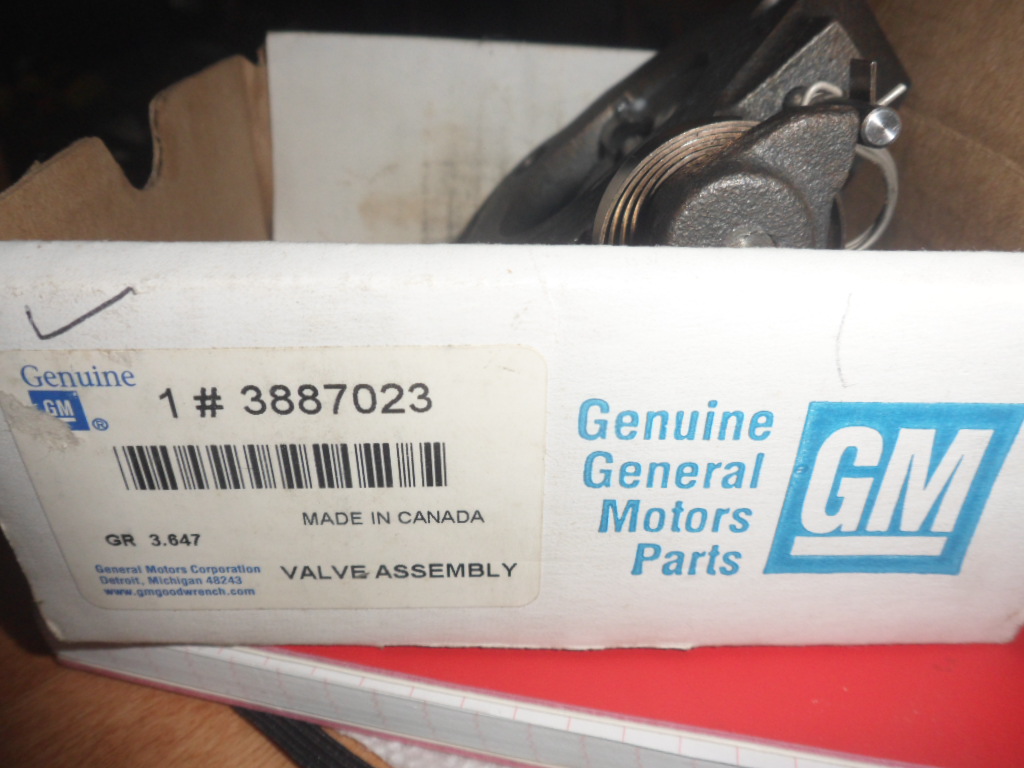 Genuine
GM ®
1 # 3887023
MADE IN CANADA
GR 3.647
General Motors Corporation
Detroit, Michigan 48243
www.gmgoodwrench.com
VALVE ASSEMBLY
Genuine
General
Motors
Parts
GM